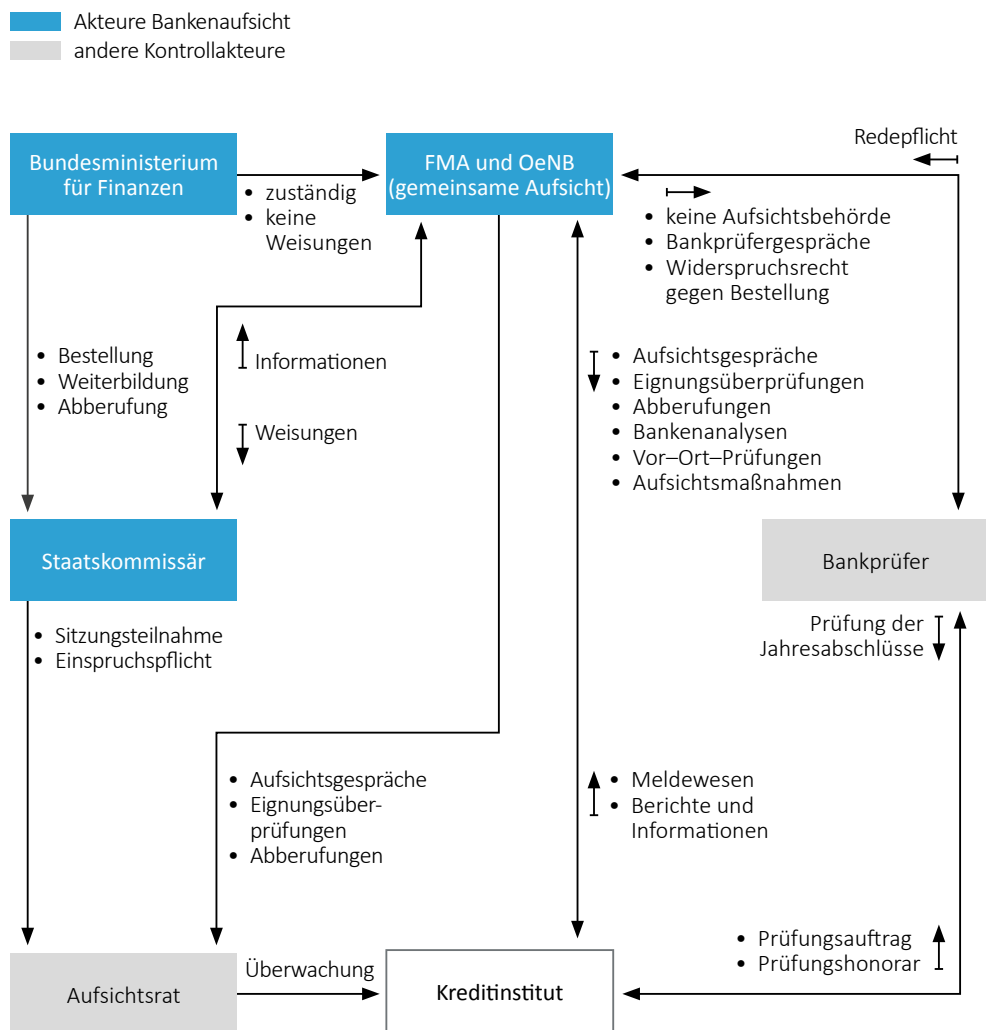 Akteure Bankenaufsicht
andere Kontrollakteure
Bundesministerium
für Finanzen
• zuständig
• keine
Weisungen
FMA und OeNB
(gemeinsame Aufsicht)
Redepflicht
• keine Aufsichtsbehörde
• Bankprüfergespräche
• Widerspruchsrecht
gegen Bestellung
• Bestellung
• Weiterbildung
• Abberufung
Informationen
Weisungen
• Aufsichtsgespräche
• Eignungsüberprüfungen
• Abberufungen
• Bankenanalysen
• Vor–Ort–Prüfungen
• Aufsichtsmaßnahmen
Staatskommissär
Bankprüfer
• Sitzungsteilnahme
• Einspruchspflicht
Prüfung der
Jahresabschlüsse
• Aufsichtsgespräche
• Eignungsüber-
prüfungen
• Abberufungen
• Meldewesen
• Berichte und
Informationen
• Prüfungsauftrag
• Prüfungshonorar
Aufsichtsrat
Überwachung
Kreditinstitut